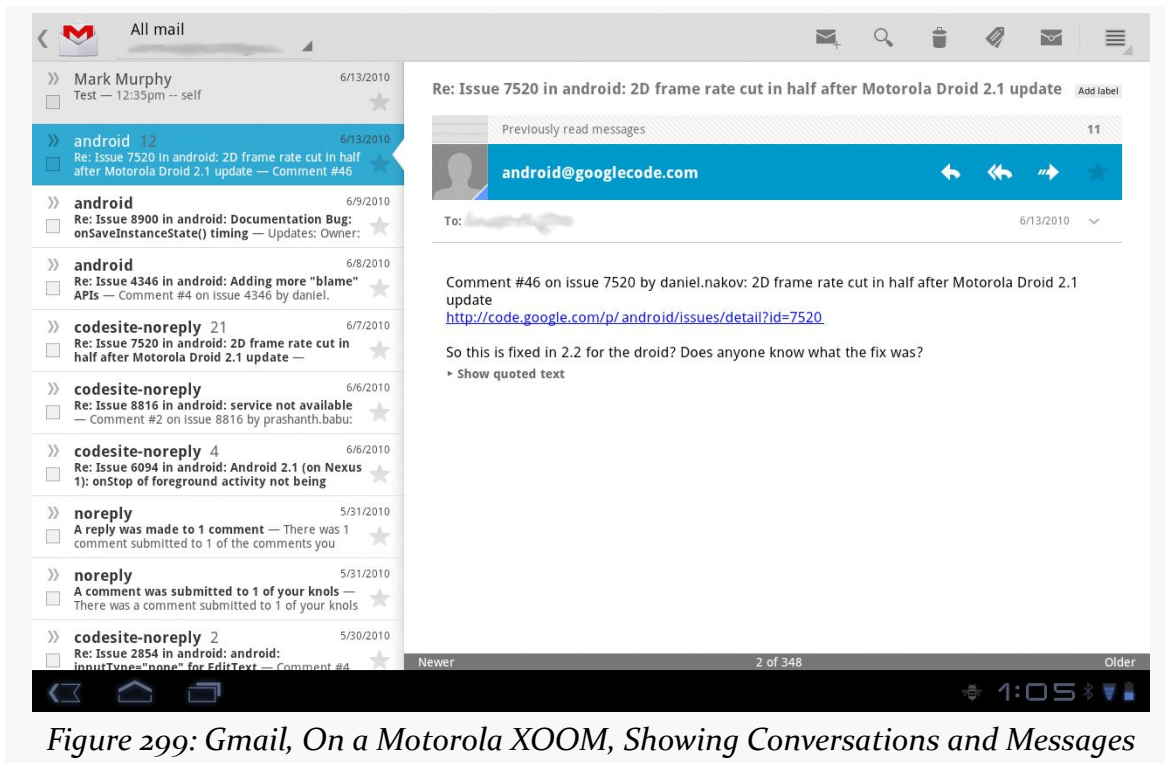 All mail
Mark Murphy 6/13/2010
Test — 12:35pm -- self
android 12 6/13/2010
Re: Issue 7520 in android: 2D frame rate cut in half
after Motorola Droid 2.1 update — Comment #46
android 6/9/2010
Re: Issue 8900 in android: Documentation Bug:
onSaveInstanceState() timing — Updates: Owner:
android 6/8/2010
Re: Issue 4346 in android: Adding more "blame"
APIs — Comment #4 on issue 4346 by daniel.
codesite-noreply 21 6/7/2010
Re: Issue 7520 in android: 2D frame rate cut in
half after Motorola Droid 2.1 update —
codesite-noreply 6/6/2010
Re: Issue 8816 in android: service not available
— Comment #2 on issue 8816 by prashanth.babu:
codesite-noreply 4 6/6/2010
Re: Issue 6094 in android: Android 2.1 (on Nexus
1): onStop of foreground activity not being
noreply 5/31/2010
A reply was made to 1 comment — There was 1
comment submitted to 1 of the comments you
noreply 5/31/2010
A comment was submitted to 1 of your knols —
There was a comment submitted to 1 of your knols
codesite-noreply 2 5/30/2010
Re: Issue 2854 in android: android:
inputType="none" for EditText — Comment #4
Re: Issue 7520 in android: 2D frame rate cut in half after Motorola Droid 2.1 update Add label
Previously read messages 11
android@googlecode.com
To: 6/13/2010
Comment #46 on issue 7520 by daniel.nakov: 2D frame rate cut in half after Motorola Droid 2.1
update
http://code.google.com/p/android/issues/detail?id=7520
So this is fixed in 2.2 for the droid? Does anyone know what the fix was?
▸ Show quoted text
Newer 2 of 348 Older
1:05
Figure 299: Gmail, On a Motorola XOOM, Showing Conversations and Messages